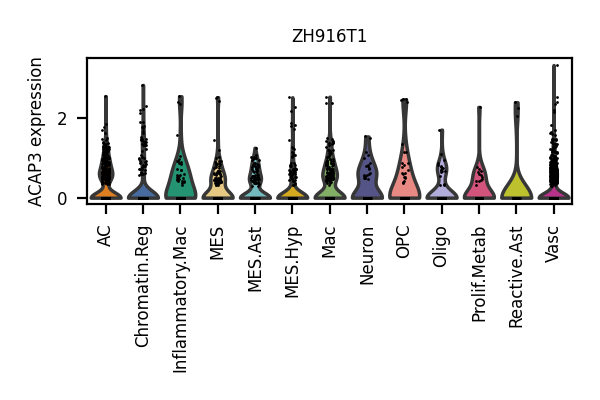 ZH916T1
ACAP3 expression
2
0
AC
Chromatin.Reg
Inflammatory.Mac
MES
MES.Ast
MES.Hyp
Mac
Neuron
OPC
Oligo
Prolif.Metab
Reactive.Ast
Vasc